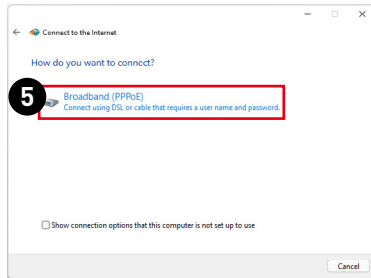 Connect to the Internet
How do you want to connect?
5
Broadband (PPPoE)
Connect using DSL or cable that requires a user name and password.
Show connection options that this computer is not set up to use
Cancel